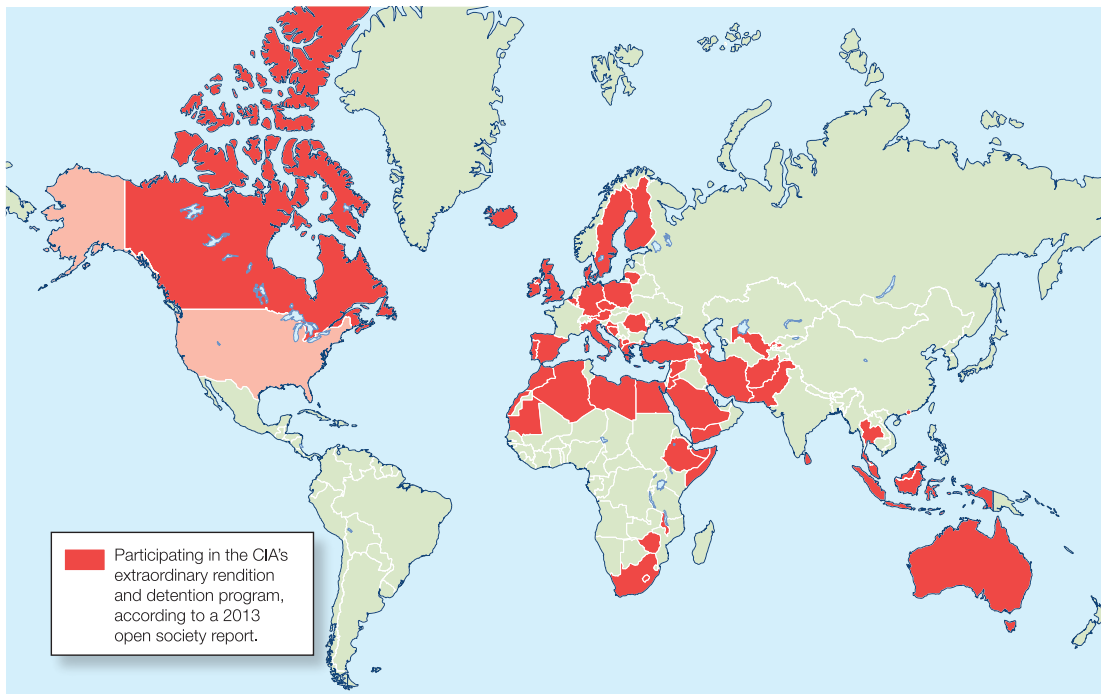 Participating in the CIA's
extraordinary rendition
and detention program,
according to a 2013
open society report.